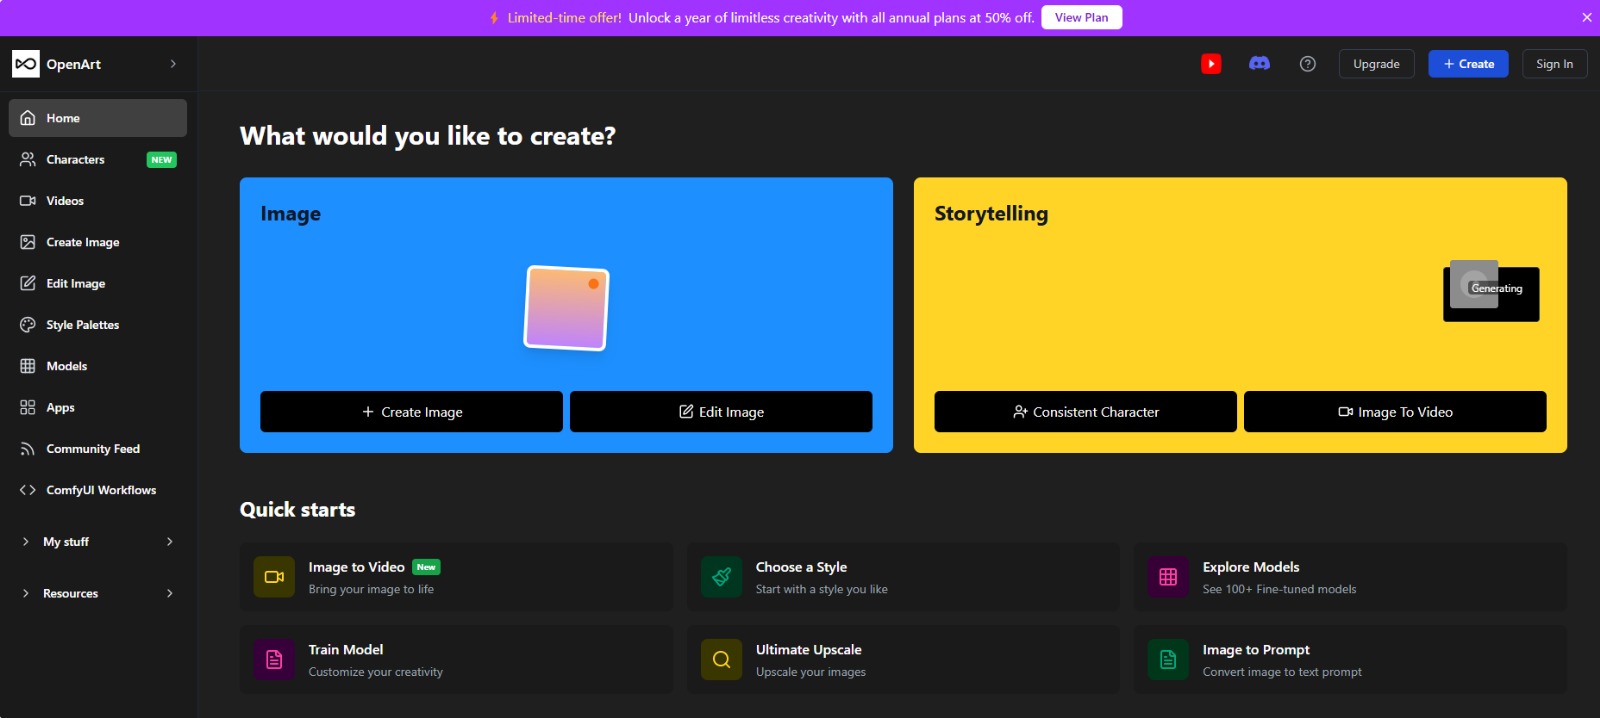 Limited-time offer! Unlock a year of limitless creativity with all annual plans at 50% off. View Plan
OpenArt
Upgrade
Create
Sign In
Home
Characters NEW
Videos
Create Image
Edit Image
Style Palettes
Models
Apps
Community Feed
ComfyUI Workflows
My stuff
Resources
What would you like to create?
Image
Create Image
Edit Image
Storytelling
Generating
Consistent Character
Image To Video
Quick starts
Image to Video New
Bring your image to life
Choose a Style
Start with a style you like
Explore Models
See 100+ Fine-tuned models
Train Model
Customize your creativity
Ultimate Upscale
Upscale your images
Image to Prompt
Convert image to text prompt